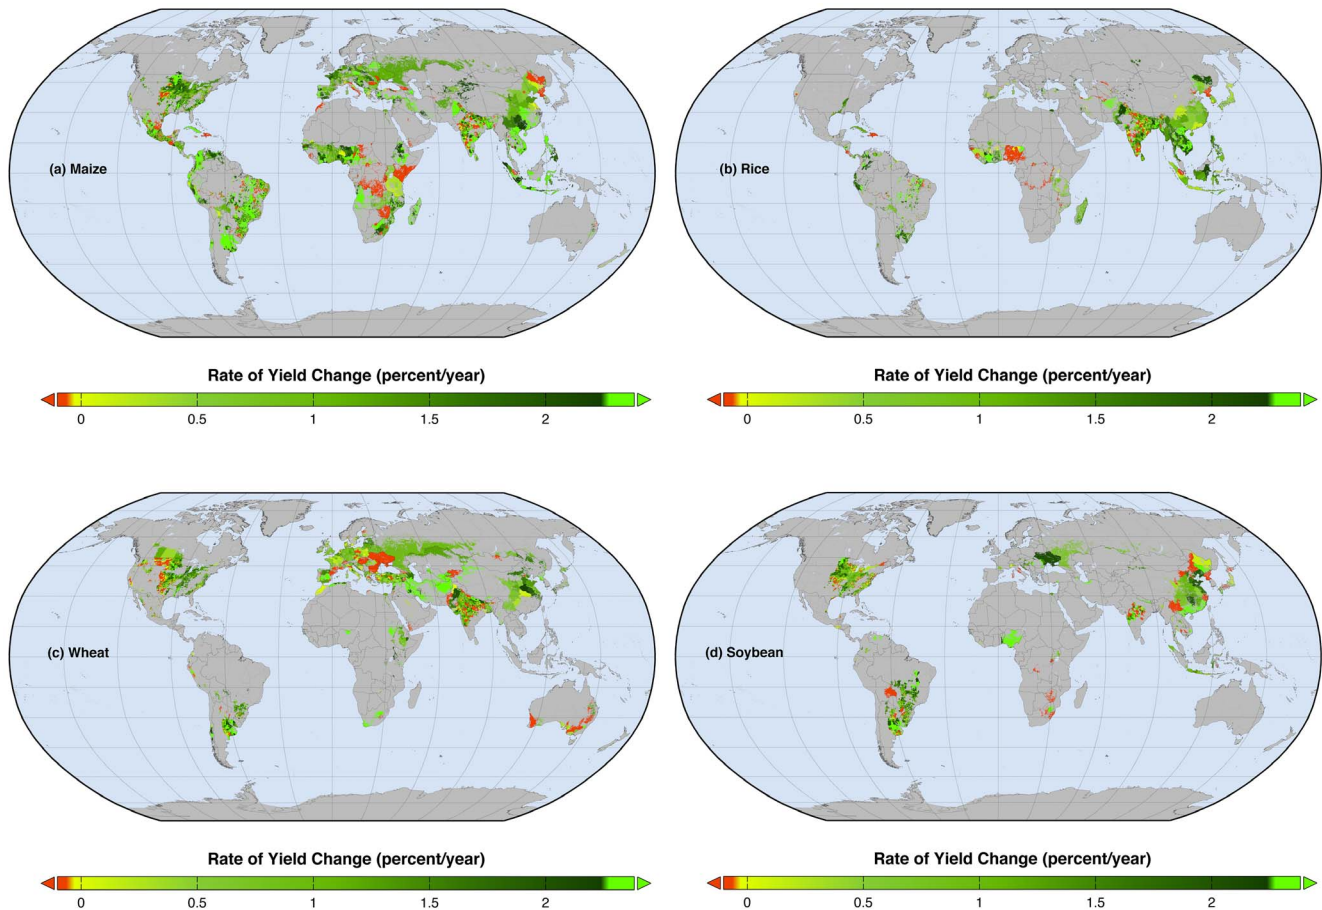 (a) Maize
(b) Rice
Rate of Yield Change (percent/year)
0 0.5 1 1.5 2
Rate of Yield Change (percent/year)
0 0.5 1 1.5 2
(c) Wheat
(d) Soybean
Rate of Yield Change (percent/year)
0 0.5 1 1.5 2
Rate of Yield Change (percent/year)
0 0.5 1 1.5 2